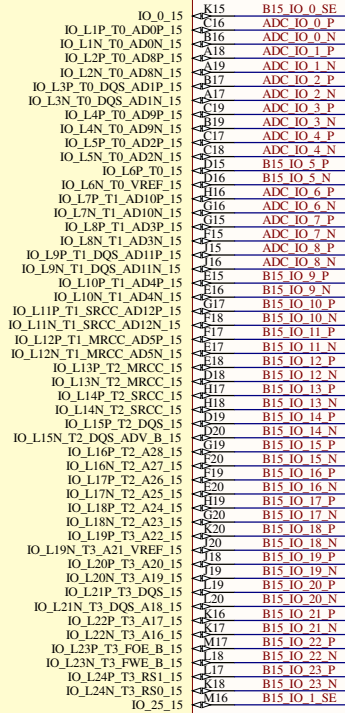 IO_0_15 K15 B15_IO_0_SE
IO_L1P_T0_AD0P_15 C16 ADC_IO_0_P
IO_L1N_T0_AD0N_15 B16 ADC_IO_0_N
IO_L2P_T0_AD8P_15 A18 ADC_IO_1_P
IO_L2N_T0_AD8N_15 A19 ADC_IO_1_N
IO_L3P_T0_DQS_AD1P_15 B17 ADC_IO_2_P
IO_L3N_T0_DQS_AD1N_15 A17 ADC_IO_2_N
IO_L4P_T0_AD9P_15 C19 ADC_IO_3_P
IO_L4N_T0_AD9N_15 B19 ADC_IO_3_N
IO_L5P_T0_AD2P_15 C17 ADC_IO_4_P
IO_L5N_T0_AD2N_15 C18 ADC_IO_4_N
IO_L6P_T0_15 D15 B15_IO_5_P
IO_L6N_T0_VREF_15 D16 B15_IO_5_N
IO_L7P_T1_AD10P_15 H16 ADC_IO_6_P
IO_L7N_T1_AD10N_15 G16 ADC_IO_6_N
IO_L8P_T1_AD3P_15 G15 ADC_IO_7_P
IO_L8N_T1_AD3N_15 F15 ADC_IO_7_N
IO_L9P_T1_DQS_AD11P_15 J15 ADC_IO_8_P
IO_L9N_T1_DQS_AD11N_15 J16 ADC_IO_8_N
IO_L10P_T1_AD4P_15 E15 B15_IO_9_P
IO_L10N_T1_AD4N_15 E16 B15_IO_9_N
IO_L11P_T1_SRCC_AD12P_15 G17 B15_IO_10_P
IO_L11N_T1_SRCC_AD12N_15 F18 B15_IO_10_N
IO_L12P_T1_MRCC_AD5P_15 F17 B15_IO_11_P
IO_L12N_T1_MRCC_AD5N_15 E17 B15_IO_11_N
IO_L13P_T2_MRCC_15 E18 B15_IO_12_P
IO_L13N_T2_MRCC_15 D18 B15_IO_12_N
IO_L14P_T2_SRCC_15 H17 B15_IO_13_P
IO_L14N_T2_SRCC_15 H18 B15_IO_13_N
IO_L15P_T2_DQS_15 D19 B15_IO_14_P
IO_L15N_T2_DQS_ADV_B_15 D20 B15_IO_14_N
IO_L16P_T2_A28_15 G19 B15_IO_15_P
IO_L16N_T2_A27_15 F20 B15_IO_15_N
IO_L17P_T2_A26_15 F19 B15_IO_16_P
IO_L17N_T2_A25_15 E20 B15_IO_16_N
IO_L18P_T2_A24_15 H19 B15_IO_17_P
IO_L18N_T2_A23_15 G20 B15_IO_17_N
IO_L19P_T3_A22_15 K20 B15_IO_18_P
IO_L19N_T3_A21_VREF_15 J20 B15_IO_18_N
IO_L20P_T3_A20_15 J18 B15_IO_19_P
IO_L20N_T3_A19_15 J19 B15_IO_19_N
IO_L21P_T3_DQS_15 L19 B15_IO_20_P
IO_L21N_T3_DQS_A18_15 L20 B15_IO_20_N
IO_L22P_T3_A17_15 K16 B15_IO_21_P
IO_L22N_T3_A16_15 K17 B15_IO_21_N
IO_L23P_T3_FOE_B_15 M17 B15_IO_22_P
IO_L23N_T3_FWE_B_15 L18 B15_IO_22_N
IO_L24P_T3_RS1_15 L17 B15_IO_23_P
IO_L24N_T3_RS0_15 K18 B15_IO_23_N
IO_25_15 M16 B15_IO_1_SE